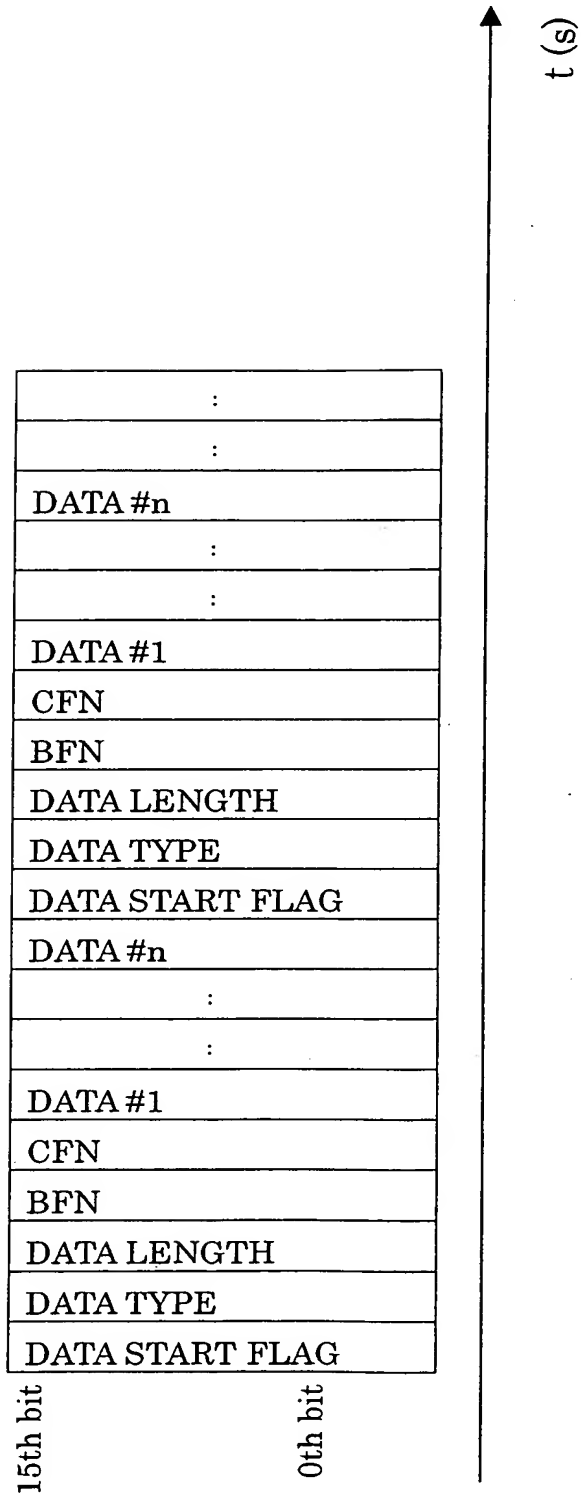 t (s)
:
:
DATA #n
:
:
DATA #1
CFN
BFN
DATA LENGTH
DATA TYPE
DATA START FLAG
DATA #n
:
:
DATA #1
CFN
BFN
DATA LENGTH
DATA TYPE
DATA START FLAG
15th bit
0th bit